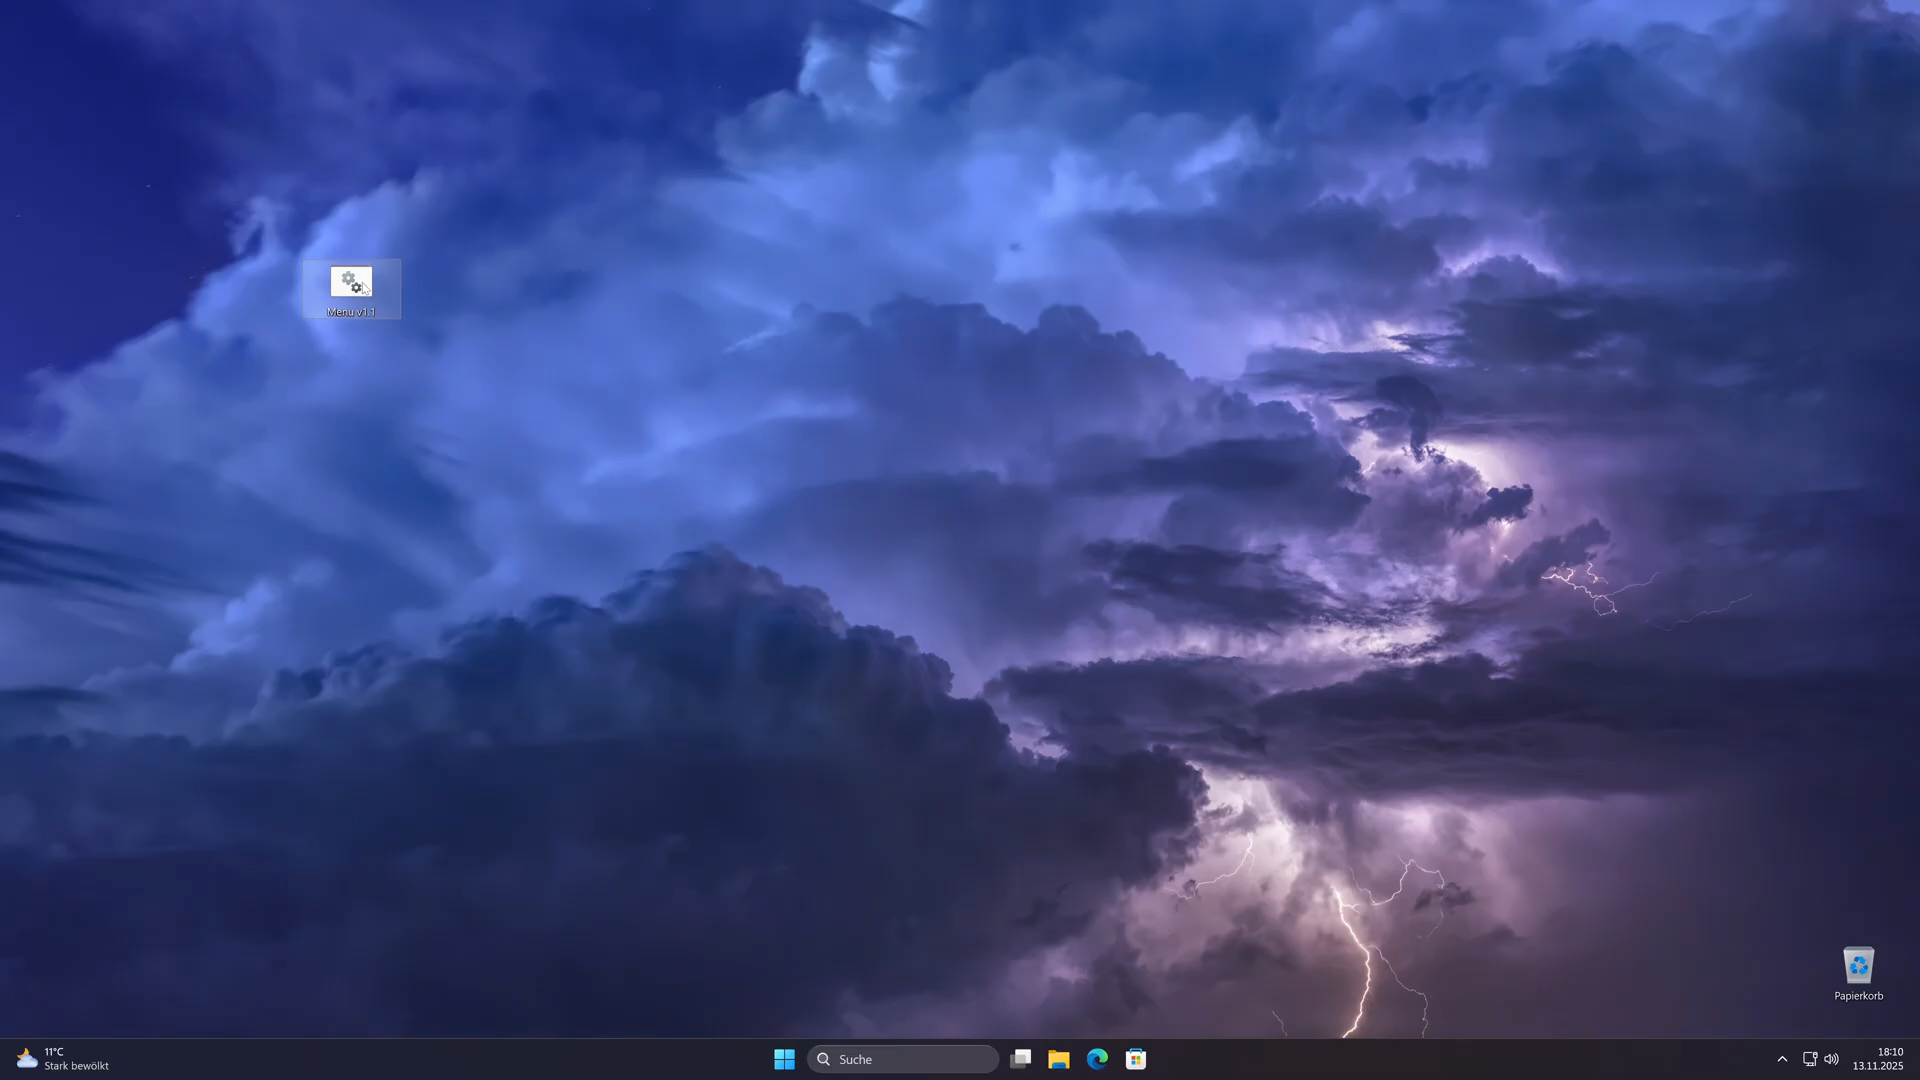 Menu v1.1
Papierkorb
11°C
Stark bewölkt
Suche
18:10
13.11.2025